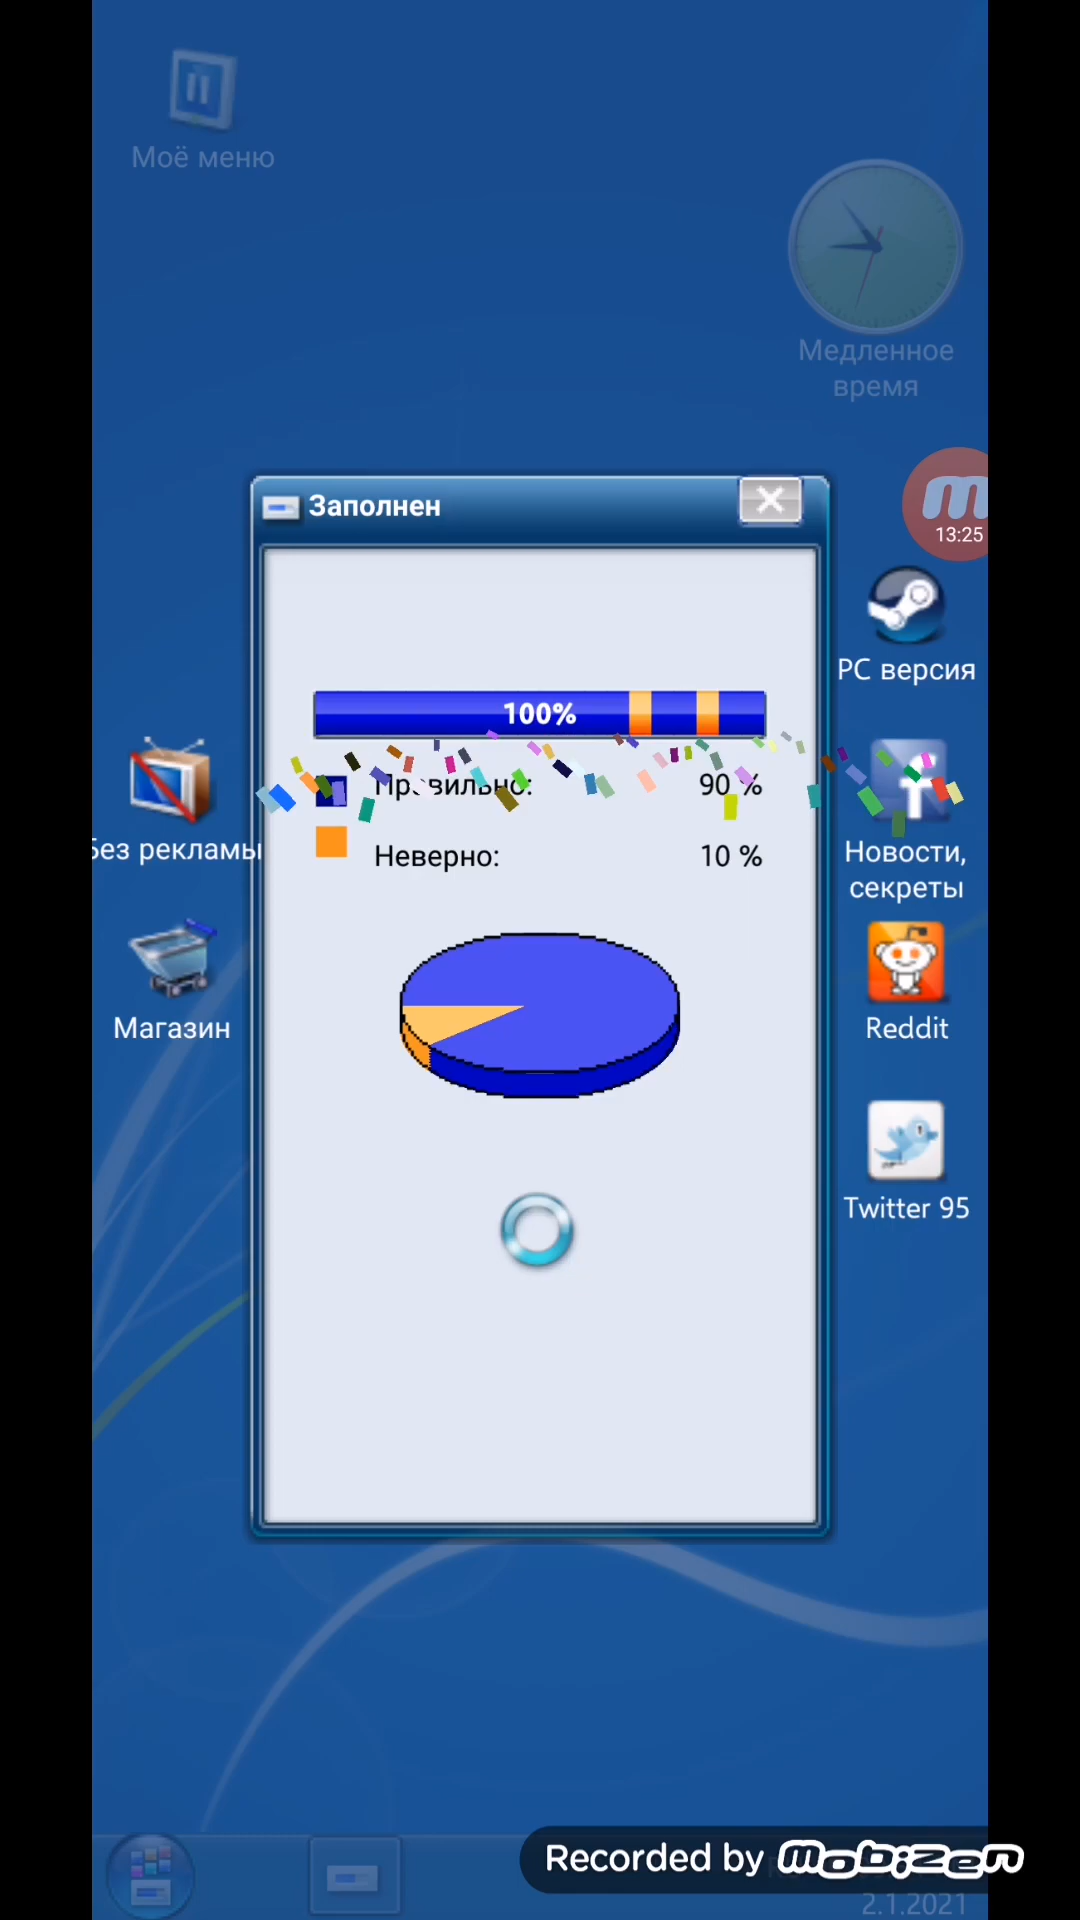 Моё меню
Медленное
время
Заполнен
13:25
PC версия
100%
Правильно: 90 %
Без рекламы
Неверно: 10 %
Новости,
секреты
Магазин
Reddit
Twitter 95
Recorded by Mobizen
2.1.2021